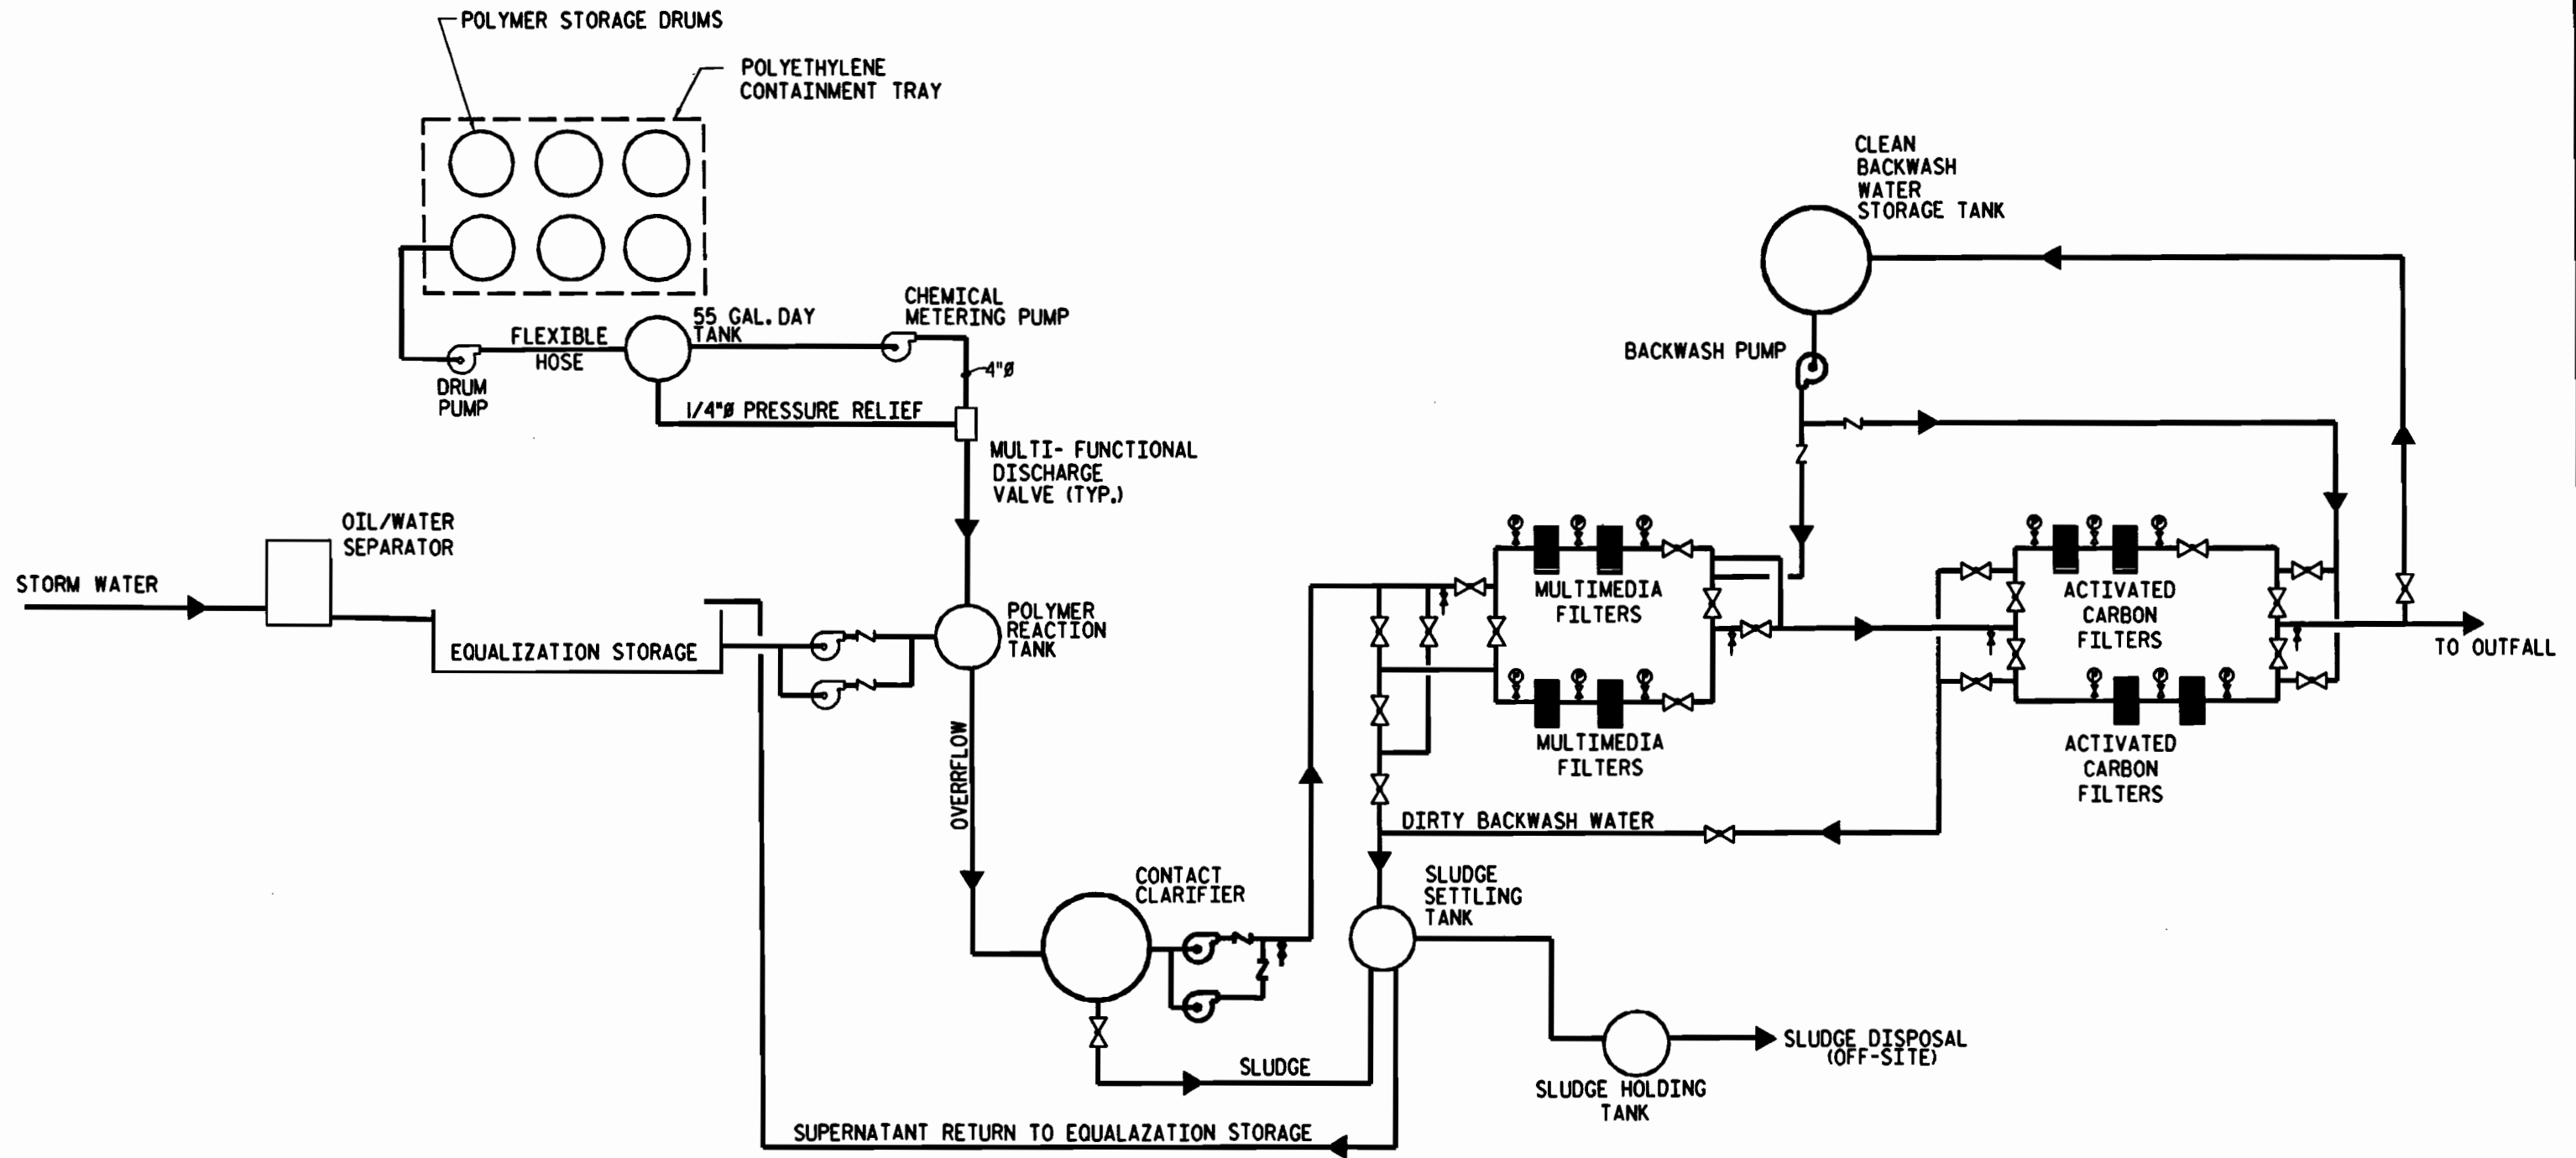 POLYMER STORAGE DRUMS
POLYETHYLENE
CONTAINMENT TRAY
CLEAN
BACKWASH
WATER
STORAGE TANK
CHEMICAL
METERING PUMP
55 GAL. DAY
TANK
FLEXIBLE
HOSE
DRUM
PUMP
4"Ø
1/4"Ø PRESSURE RELIEF
BACKWASH PUMP
MULTI- FUNCTIONAL
DISCHARGE
VALVE (TYP.)
OIL/WATER
SEPARATOR
STORM WATER
EQUALIZATION STORAGE
POLYMER
REACTION
TANK
P
P
P
MULTIMEDIA
FILTERS
P
P
P
MULTIMEDIA
FILTERS
P
P
P
ACTIVATED
CARBON
FILTERS
P
P
P
ACTIVATED
CARBON
FILTERS
TO OUTFALL
OVERRFLOW
DIRTY BACKWASH WATER
CONTACT
CLARIFIER
SLUDGE
SETTLING
TANK
SLUDGE
SLUDGE DISPOSAL
(OFF-SITE)
SLUDGE HOLDING
TANK
SUPERNATANT RETURN TO EQUALAZATION STORAGE